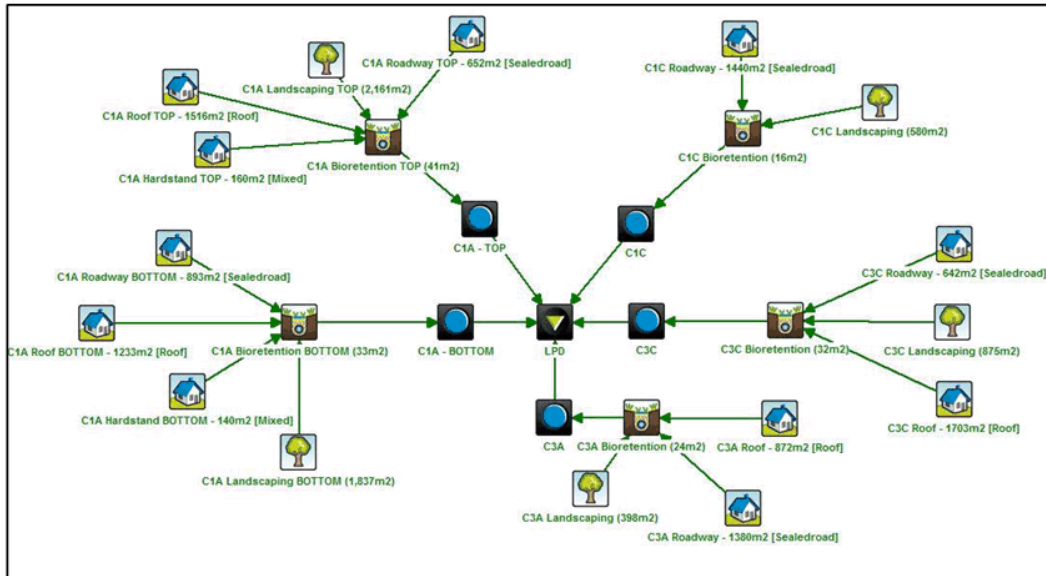 C1A Roadway TOP - 652m2 [Sealedroad]
C1C Roadway - 1440m2 [Sealedroad]
C1A Landscaping TOP (2,161m2)
C1A Roof TOP - 1516m2 [Roof]
C1C Landscaping (580m2)
C1C Bioretention (16m2)
C1A Bioretention TOP (41m2)
C1A Hardstand TOP - 160m2 [Mixed]
C1A - TOP
C1C
C1A Roadway BOTTOM - 893m2 [Sealedroad]
C3C Roadway - 642m2 [Sealedroad]
C1A Roof BOTTOM - 1233m2 [Roof]
C1A Bioretention BOTTOM (33m2)
C1A - BOTTOM
LPD
C3C
C3C Bioretention (32m2)
C3C Landscaping (875m2)
C1A Hardstand BOTTOM - 140m2 [Mixed]
C3C Roof - 1703m2 [Roof]
C3A
C3A Bioretention (24m2)
C3A Roof - 872m2 [Roof]
C1A Landscaping BOTTOM (1,837m2)
C3A Landscaping (398m2)
C3A Roadway - 1380m2 [Sealedroad]